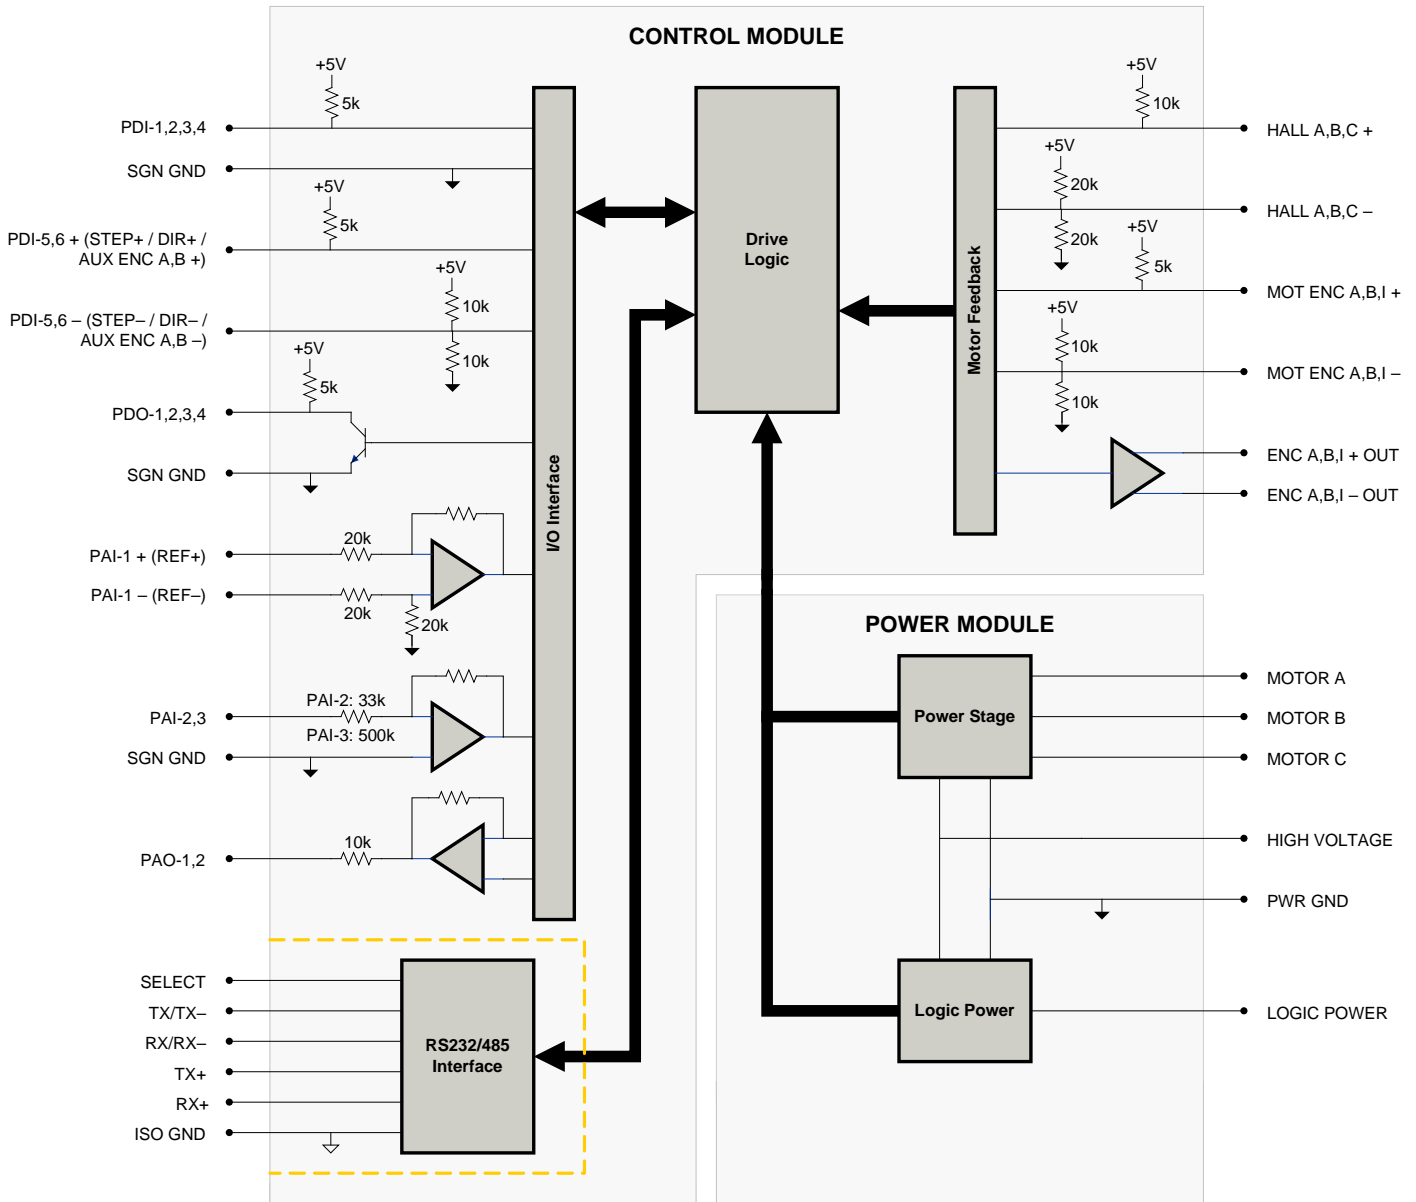 CONTROL MODULE
+5V
5k
PDI-1,2,3,4
SGN GND
+5V
5k
PDI-5,6 + (STEP+ / DIR+ /
AUX ENC A,B +)
+5V
10k
PDI-5,6 – (STEP– / DIR– /
AUX ENC A,B –)
10k
+5V
5k
PDO-1,2,3,4
SGN GND
20k
PAI-1 + (REF+)
PAI-1 – (REF–)
20k
20k
PAI-2: 33k
PAI-2,3
PAI-3: 500k
SGN GND
10k
PAO-1,2
I/O Interface
SELECT
TX/TX–
RX/RX–
TX+
RX+
ISO GND
RS232/485
Interface
Drive
Logic
Motor Feedback
+5V
10k
HALL A,B,C +
+5V
20k
HALL A,B,C –
20k
+5V
5k
MOT ENC A,B,I +
+5V
10k
MOT ENC A,B,I –
10k
ENC A,B,I + OUT
ENC A,B,I – OUT
POWER MODULE
Power Stage
MOTOR A
MOTOR B
MOTOR C
HIGH VOLTAGE
PWR GND
Logic Power
LOGIC POWER